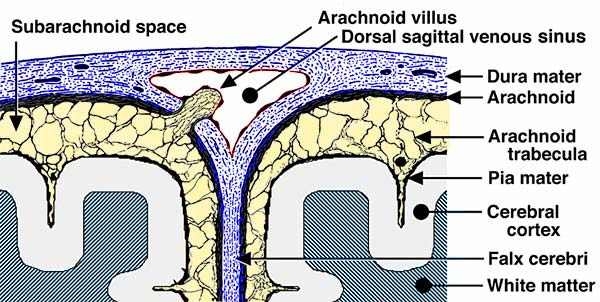 Subarachnoid space
Arachnoid villus
Dorsal sagittal venous sinus
Dura mater
Arachnoid
Arachnoid
trabecula
Pia mater
Cerebral
cortex
Falx cerebri
White matter